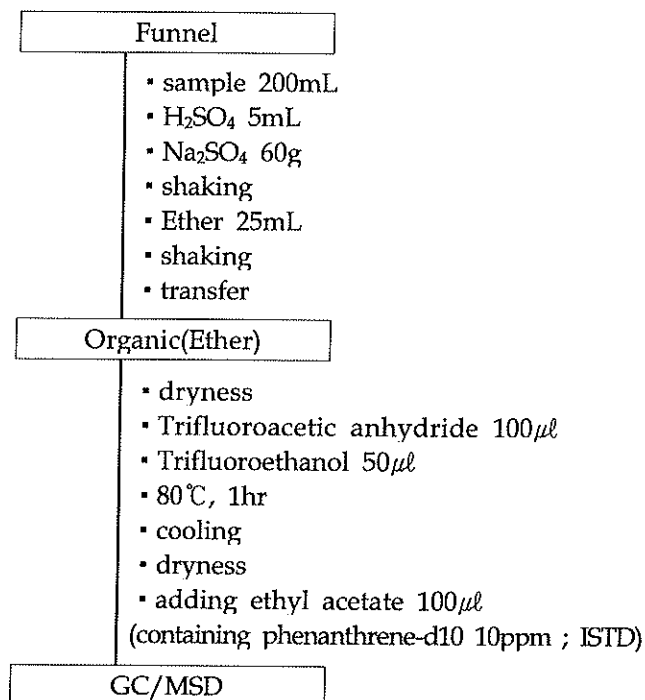 Funnel
▪ sample 200mL
▪ H₂SO₄ 5mL
▪ Na₂SO₄ 60g
▪ shaking
▪ Ether 25mL
▪ shaking
▪ transfer
Organic(Ether)
▪ dryness
▪ Trifluoroacetic anhydride 100㎕
▪ Trifluoroethanol 50㎕
▪ 80℃, 1hr
▪ cooling
▪ dryness
▪ adding ethyl acetate 100㎕
(containing phenanthrene-d10 10ppm ; ISTD)
GC/MSD